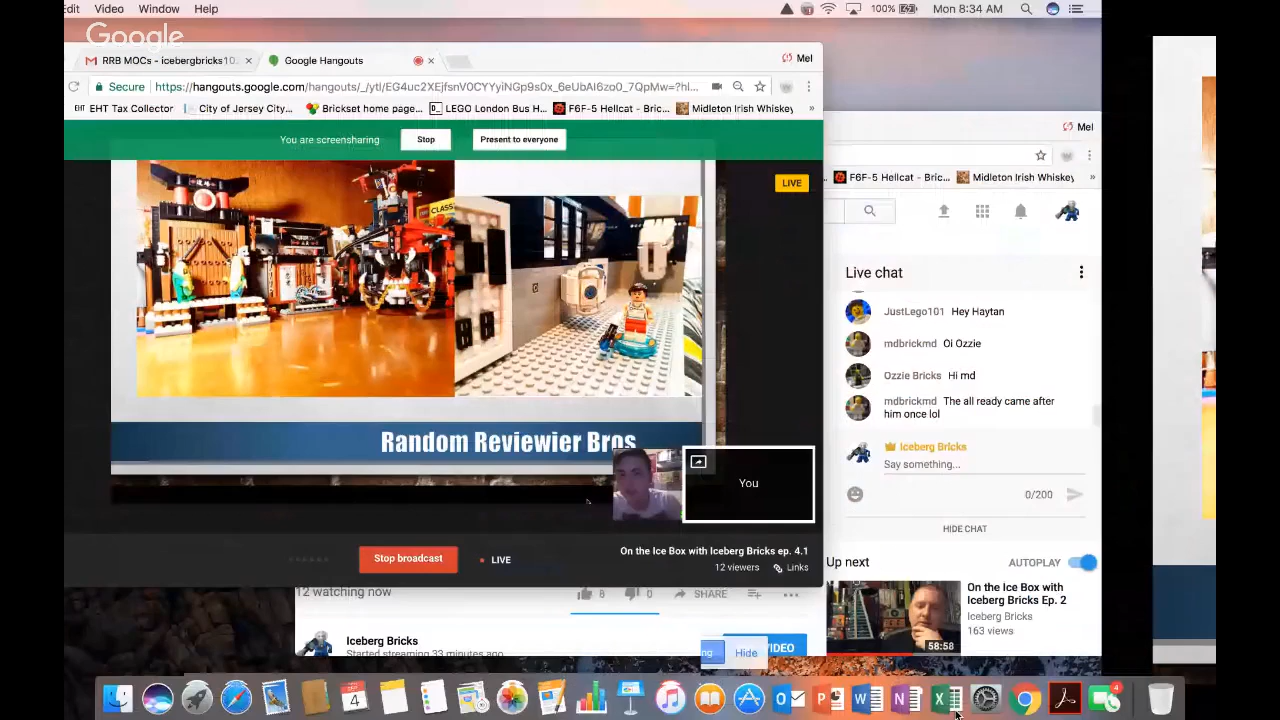 Edit Video Window Help
100%
Mon 8:34 AM
Google
RRB MOCs - icebergbricks10...
Google Hangouts
Mel
Secure
https://hangouts.google.com/hangouts/_/ytl/EG4uc2XEjfsnV0CYYyiNGp9s0x_6eUbAI6zo0_7QpMw=?hl...
EHT Tax Collector
City of Jersey City...
Brickset home page...
LEGO London Bus H...
F6F-5 Hellcat - Bric...
Midleton Irish Whiskey
»
You are screensharing
Stop
Present to everyone
Mel
F6F-5 Hellcat - Bric...
Midleton Irish Whiskey
»
LIVE
CLASS
Live chat
JustLego101 Hey Haytan
mdbrickmd Oi Ozzie
Ozzie Bricks Hi md
mdbrickmd The all ready came after
him once lol
Iceberg Bricks
Say something...
0/200
HIDE CHAT
Random Reviewier Bros
You
Stop broadcast
LIVE
On the Ice Box with Iceberg Bricks ep. 4.1
12 viewers
Links
Up next
AUTOPLAY
On the Ice Box with
Iceberg Bricks Ep. 2
Iceberg Bricks
163 views
58:58
12 watching now
8
0
SHARE
Iceberg Bricks
Started streaming 33 minutes ago
ng
Hide
VIDEO
SEP
4
4